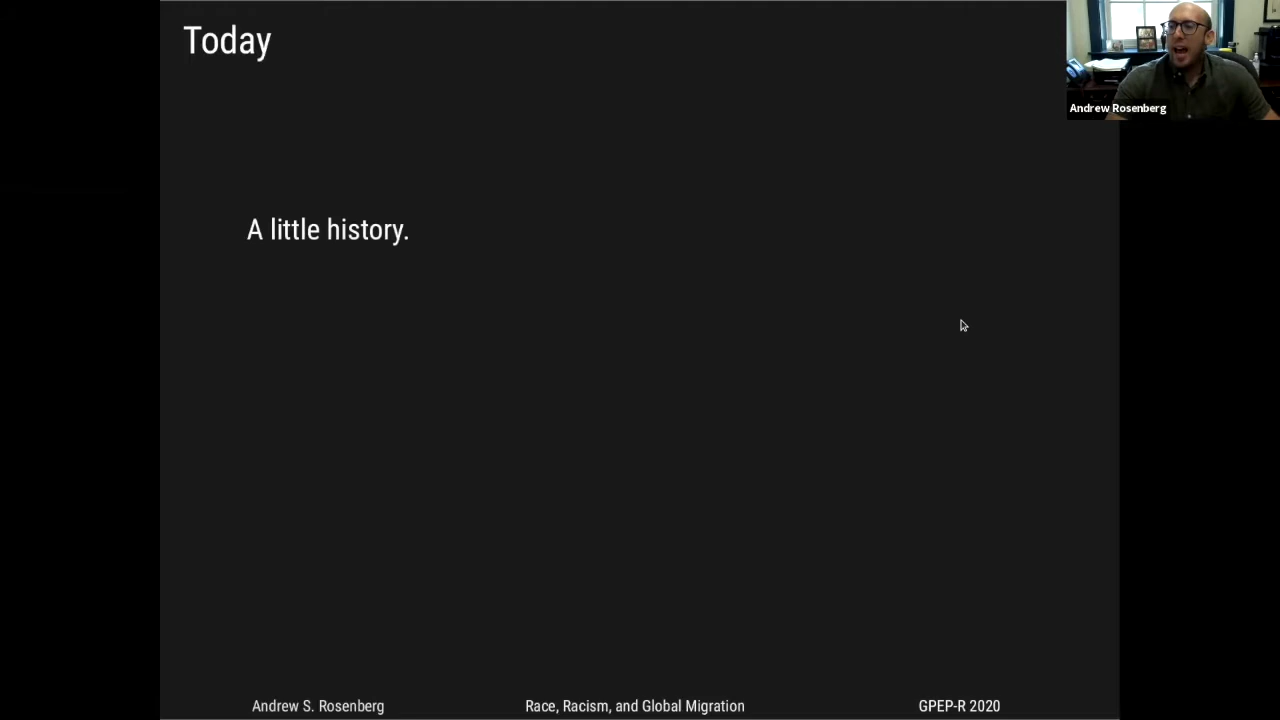 Today
Andrew Rosenberg
A little history.
Andrew S. Rosenberg
Race, Racism, and Global Migration
GPEP-R 2020